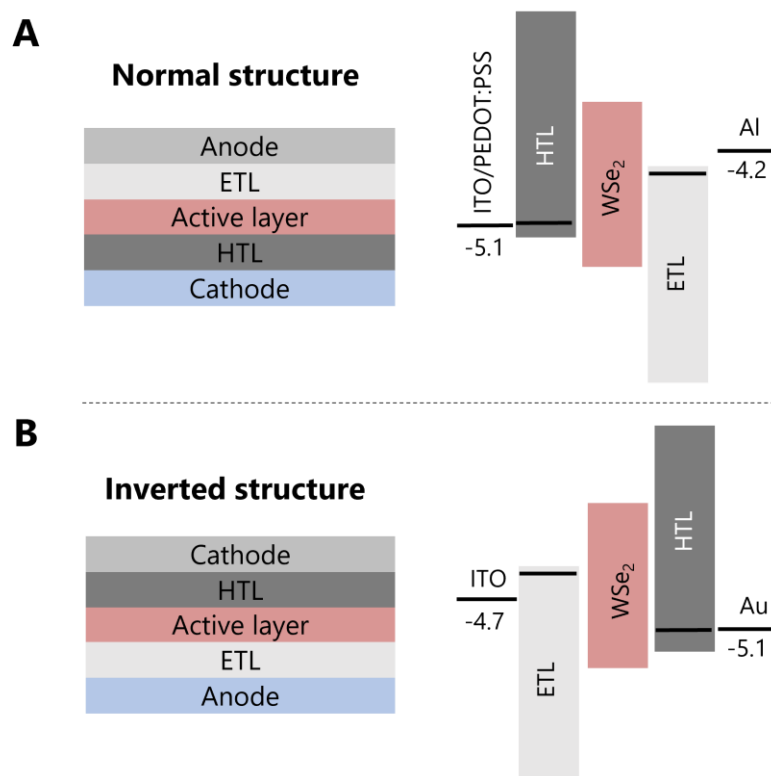 A
Normal structure
Anode
ETL
Active layer
HTL
Cathode
ITO/PEDOT:PSS
-5.1
HTL
WSe₂
ETL
Al
-4.2
B
Inverted structure
Cathode
HTL
Active layer
ETL
Anode
ITO
-4.7
ETL
WSe₂
HTL
Au
-5.1